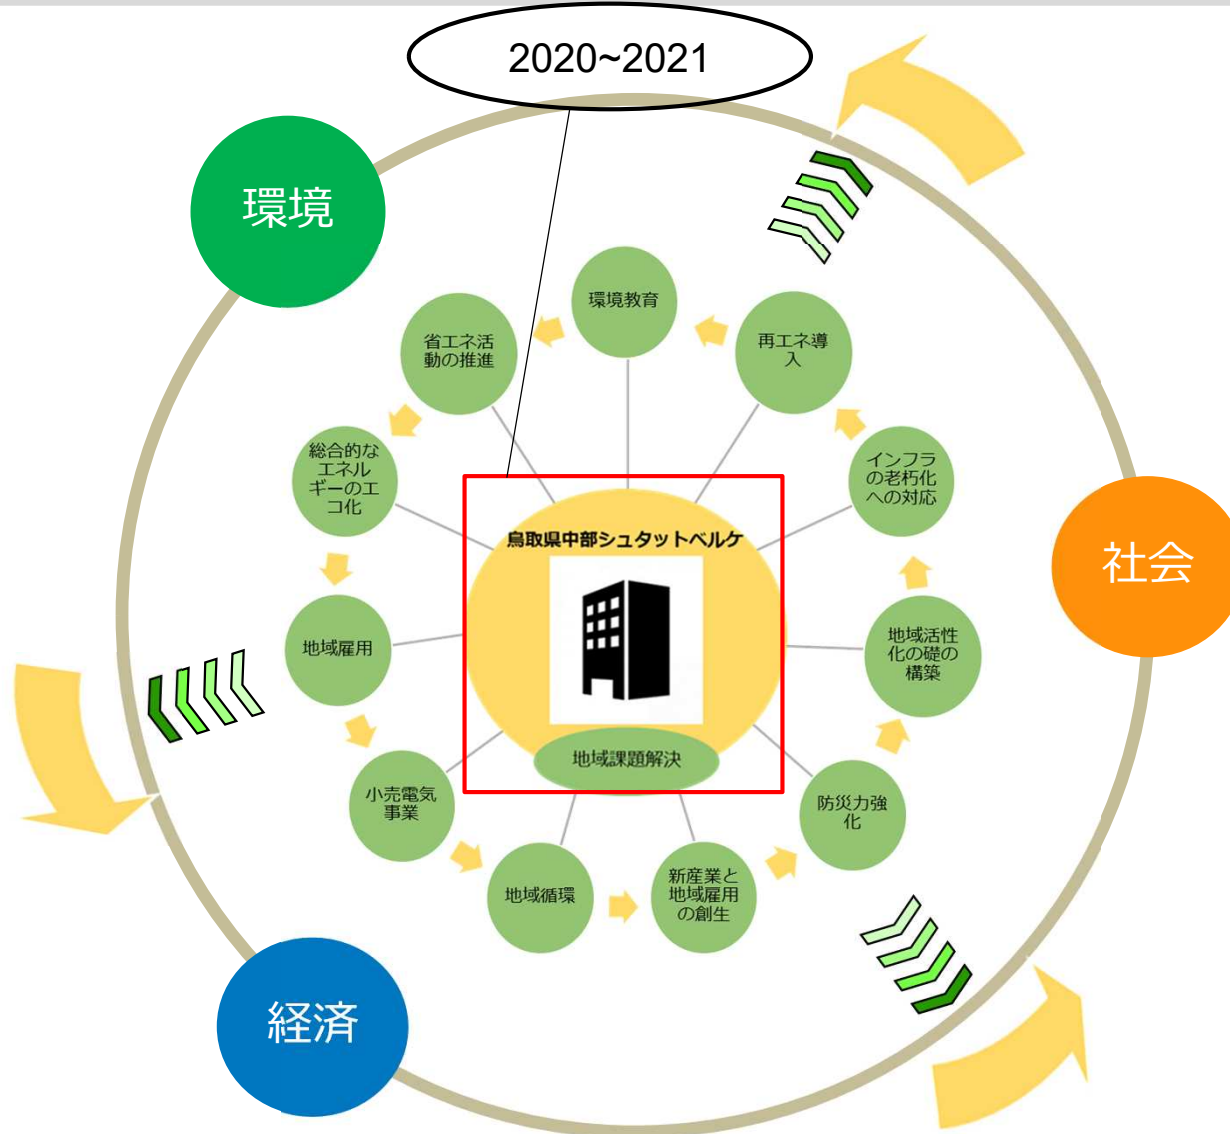 2020~2021
環境
環境教育
省エネ活
動の推進
再エネ導
入
総合的な
エネル
ギーのエ
コ化
インフラ
の老朽化
への対応
鳥取県中部シュタットベルケ
社会
地域雇用
地域活性
化の礎の
構築
地域課題解決
小売電気
事業
防災力強
化
地域循環
新産業と
地域雇用
の創生
経済